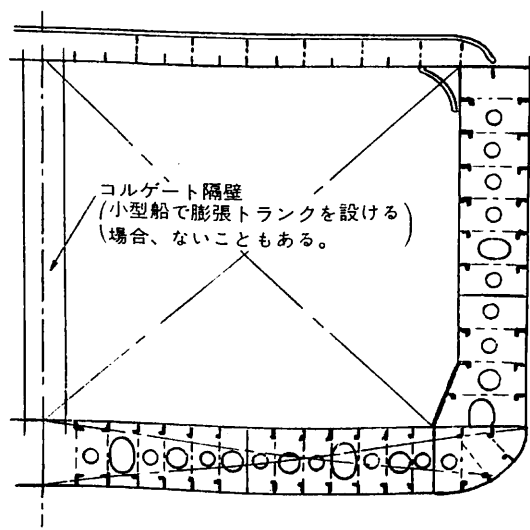 コルゲート隔壁
(小型船で膨張トランクを設ける
場合、ないこともある。)